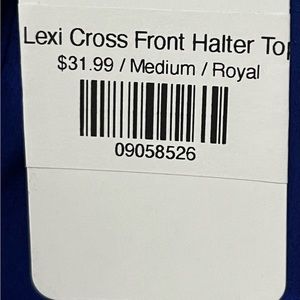 Lexi Cross Front Halter Top
$31.99 / Medium / Royal
09058526